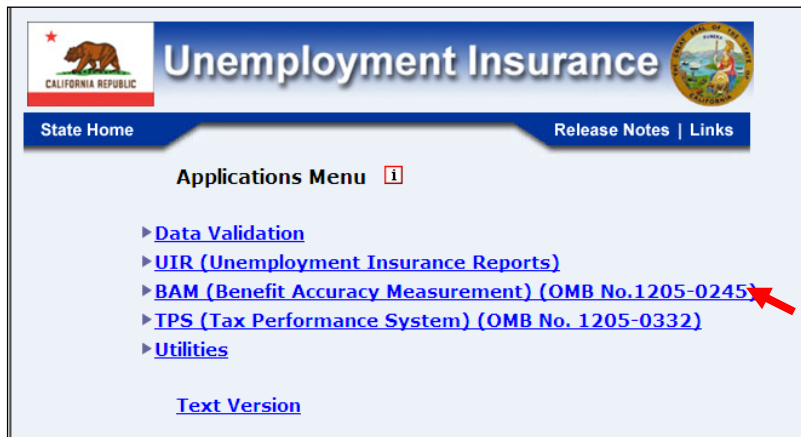 CALIFORNIA REPUBLIC
Unemployment Insurance
State Home
Release Notes | Links
Applications Menu i
Data Validation
UIR (Unemployment Insurance Reports)
BAM (Benefit Accuracy Measurement) (OMB No.1205-0245)
TPS (Tax Performance System) (OMB No. 1205-0332)
Utilities
Text Version